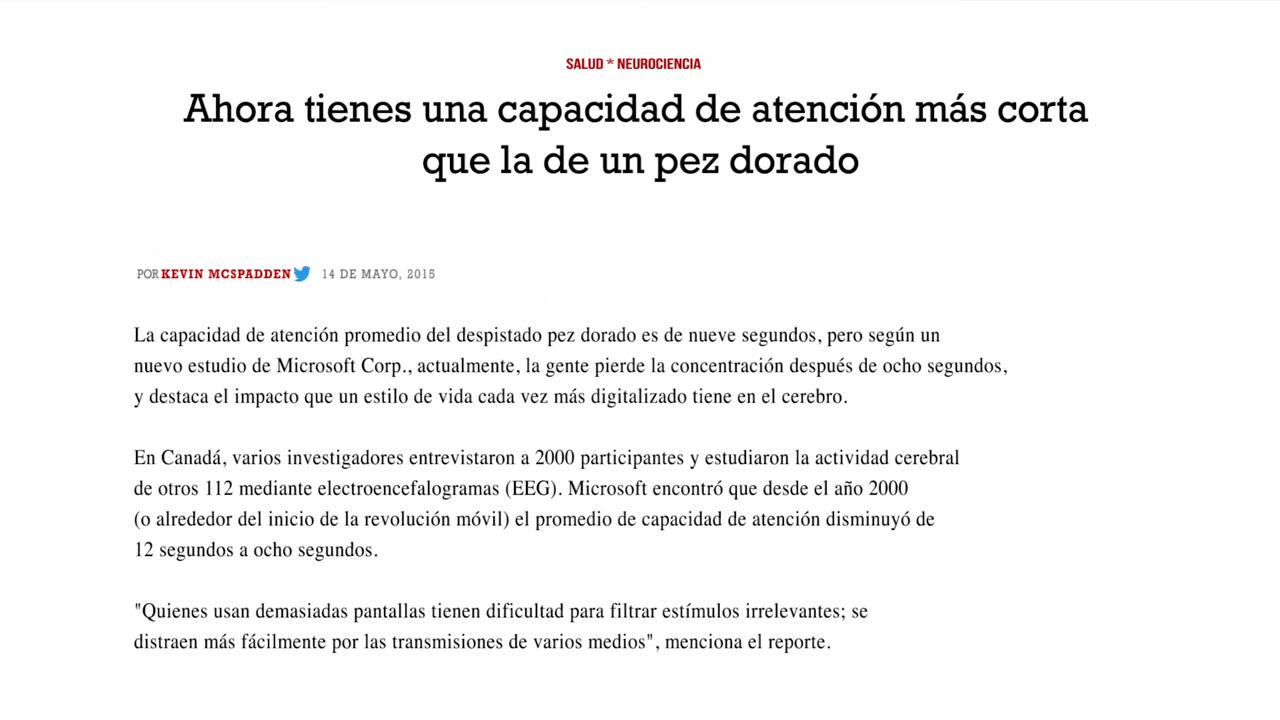 SALUD * NEUROCIENCIA
Ahora tienes una capacidad de atención más corta
que la de un pez dorado
POR KEVIN MCSPADDEN 14 DE MAYO, 2015
La capacidad de atención promedio del despistado pez dorado es de nueve segundos, pero según un
nuevo estudio de Microsoft Corp., actualmente, la gente pierde la concentración después de ocho segundos,
y destaca el impacto que un estilo de vida cada vez más digitalizado tiene en el cerebro.
En Canadá, varios investigadores entrevistaron a 2000 participantes y estudiaron la actividad cerebral
de otros 112 mediante electroencefalogramas (EEG). Microsoft encontró que desde el año 2000
(o alrededor del inicio de la revolución móvil) el promedio de capacidad de atención disminuyó de
12 segundos a ocho segundos.
"Quienes usan demasiadas pantallas tienen dificultad para filtrar estímulos irrelevantes; se
distraen más fácilmente por las transmisiones de varios medios", menciona el reporte.